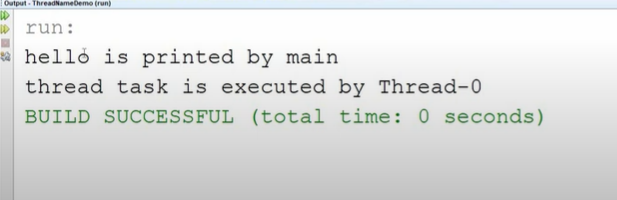 Output - ThreadNameDemo (run)
run:
hello is printed by main
thread task is executed by Thread-0
BUILD SUCCESSFUL (total time: 0 seconds)